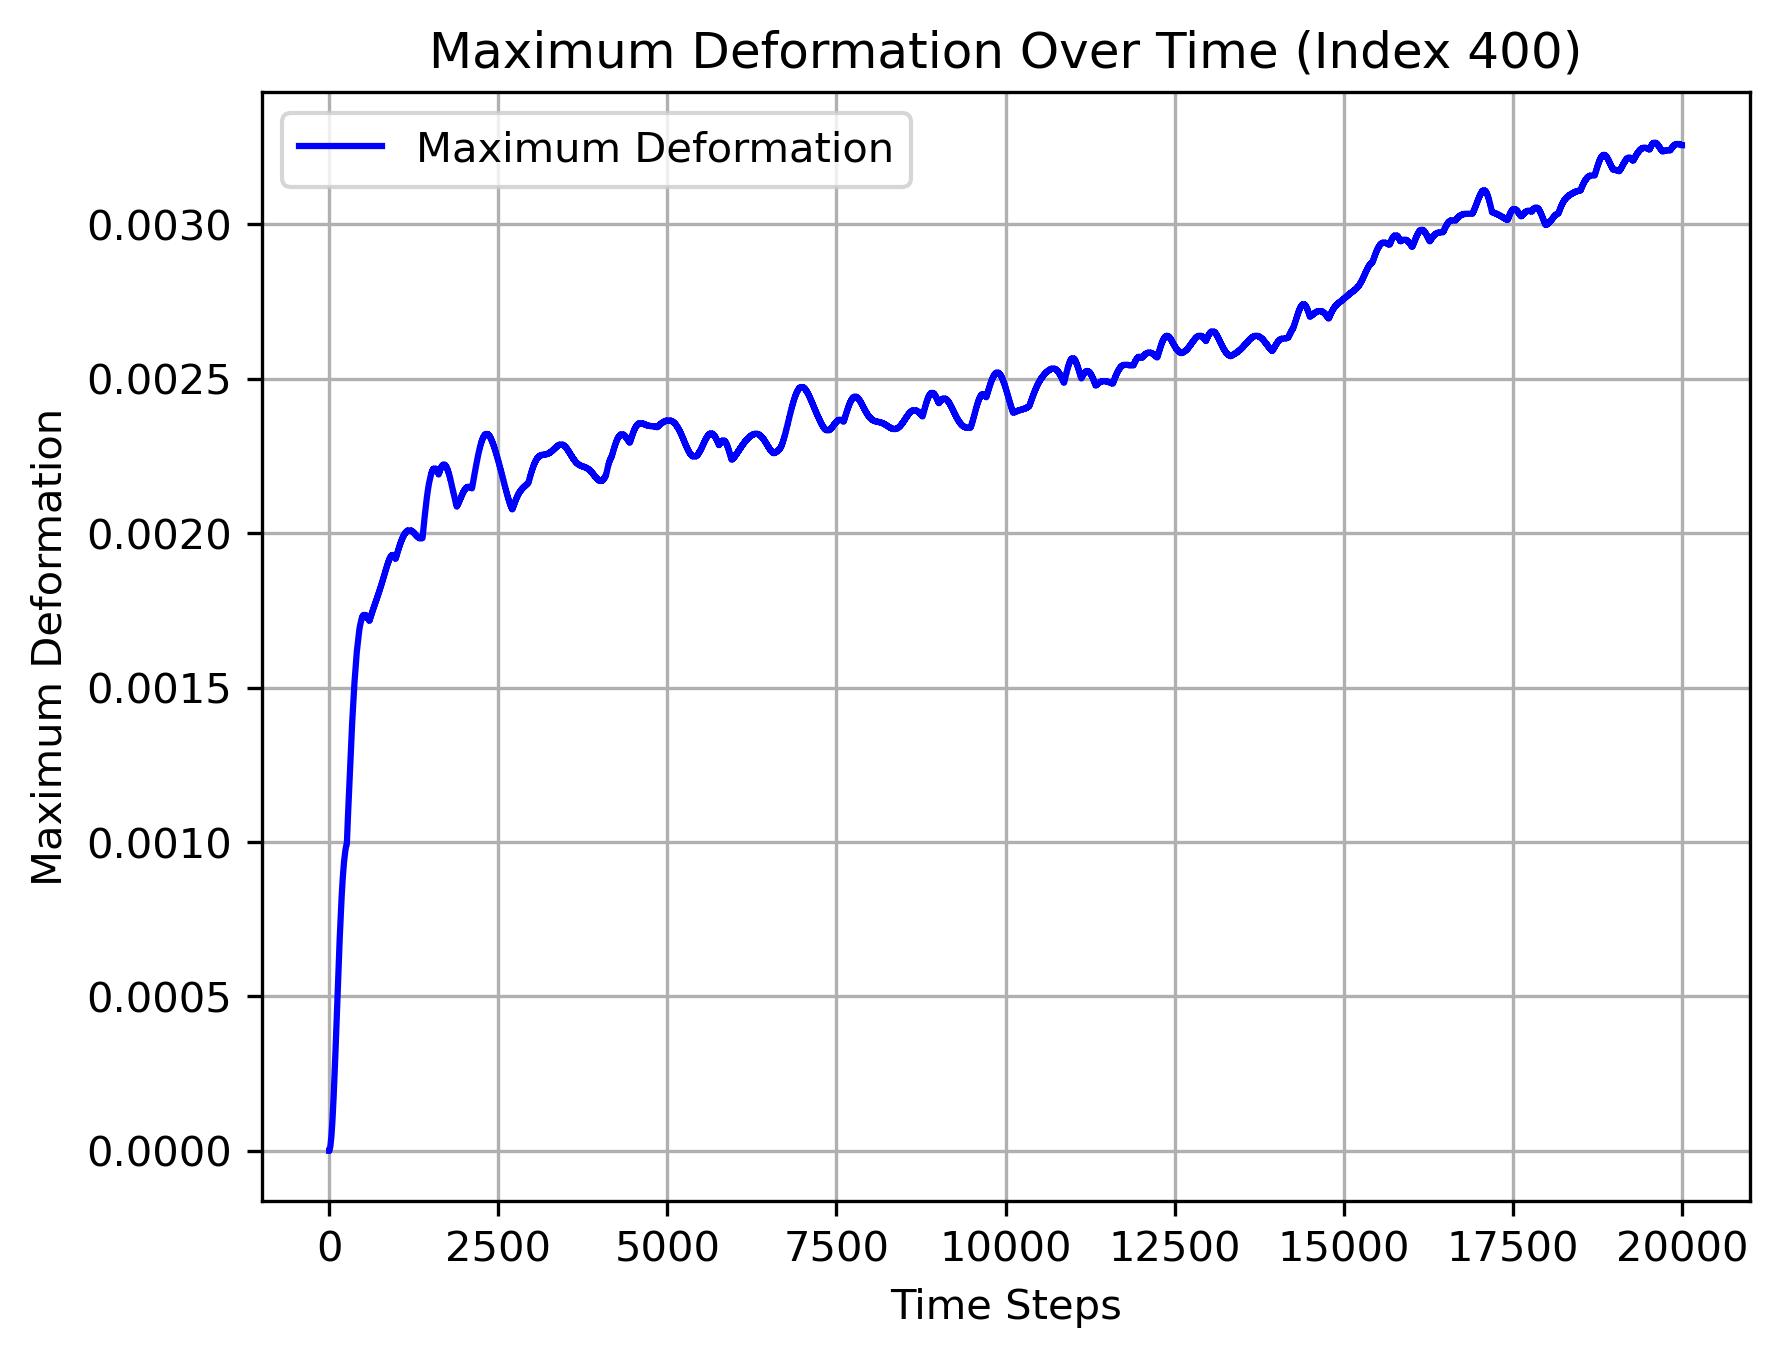 Maximum Deformation Over Time (Index 400)
Maximum Deformation
0.0030
0.0025
0.0020
0.0015
0.0010
0.0005
0.0000
Maximum Deformation
0 2500 5000 7500 10000 12500 15000 17500 20000
Time Steps